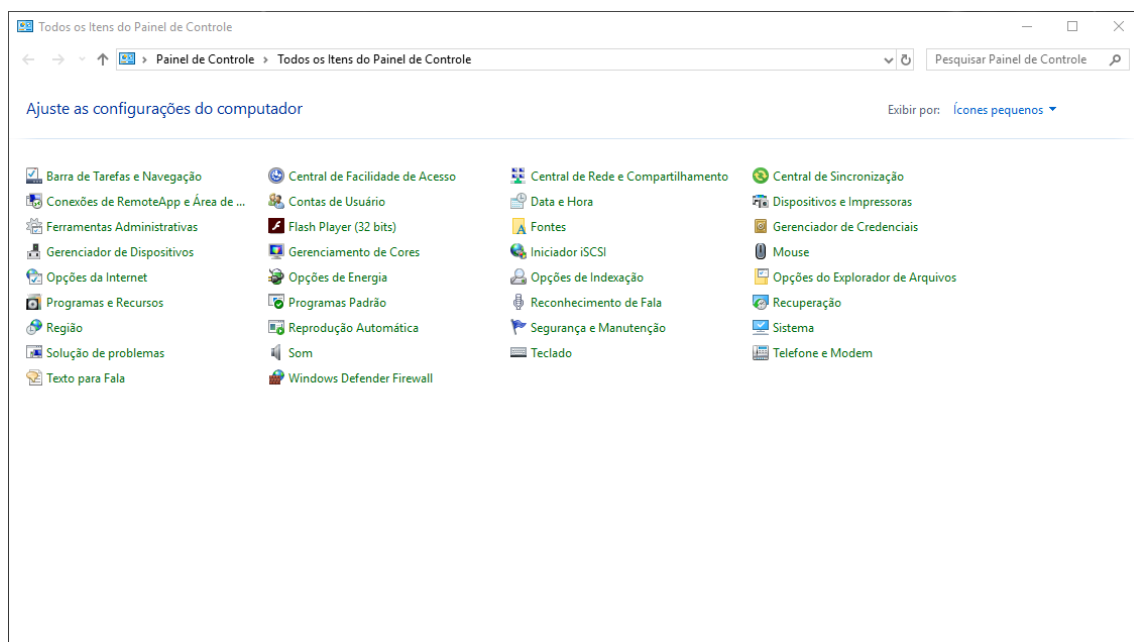 Todos os Itens do Painel de Controle
Painel de Controle > Todos os Itens do Painel de Controle
Pesquisar Painel de Controle
Ajuste as configurações do computador
Exibir por: Ícones pequenos
Barra de Tarefas e Navegação Central de Facilidade de Acesso Central de Rede e Compartilhamento Central de Sincronização
Conexões de RemoteApp e Área de ... Contas de Usuário Data e Hora Dispositivos e Impressoras
Ferramentas Administrativas Flash Player (32 bits) Fontes Gerenciador de Credenciais
Gerenciador de Dispositivos Gerenciamento de Cores Iniciador iSCSI Mouse
Opções da Internet Opções de Energia Opções de Indexação Opções do Explorador de Arquivos
Programas e Recursos Programas Padrão Reconhecimento de Fala Recuperação
Região Reprodução Automática Segurança e Manutenção Sistema
Solução de problemas Som Teclado Telefone e Modem
Texto para Fala Windows Defender Firewall